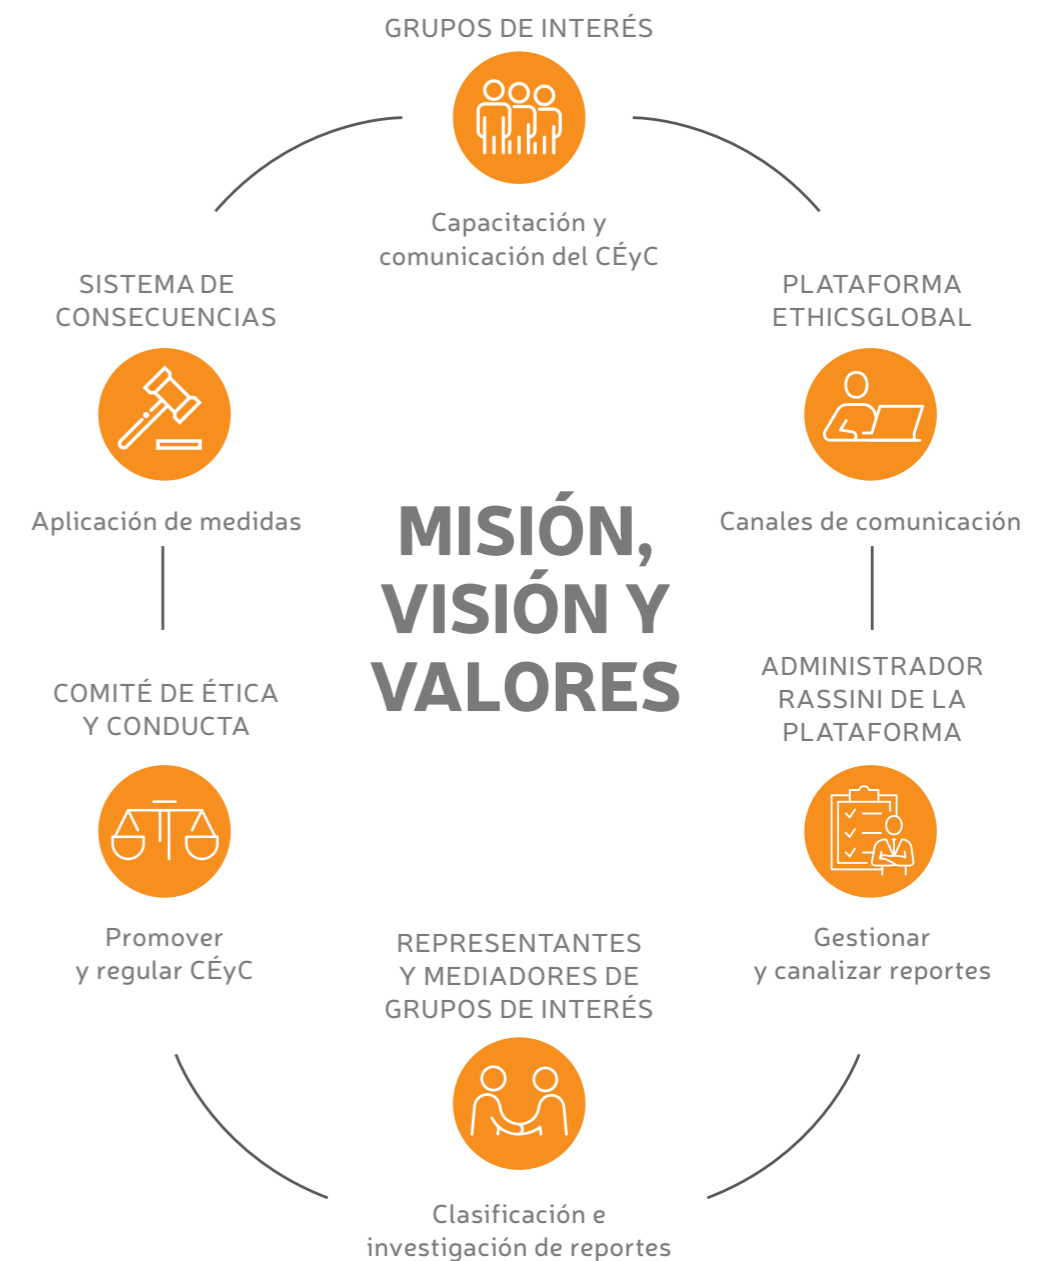 GRUPOS DE INTERÉS
Capacitación y
comunicación del CÉyC
PLATAFORMA
ETHICSGLOBAL
Canales de comunicación
ADMINISTRADOR
RASSINI DE LA
PLATAFORMA
Gestionar
y canalizar reportes
REPRESENTANTES
Y MEDIADORES DE
GRUPOS DE INTERÉS
Clasificación e
investigación de reportes
COMITÉ DE ÉTICA
Y CONDUCTA
Promover
y regular CÉyC
SISTEMA DE
CONSECUENCIAS
Aplicación de medidas
MISIÓN,
VISIÓN Y
VALORES